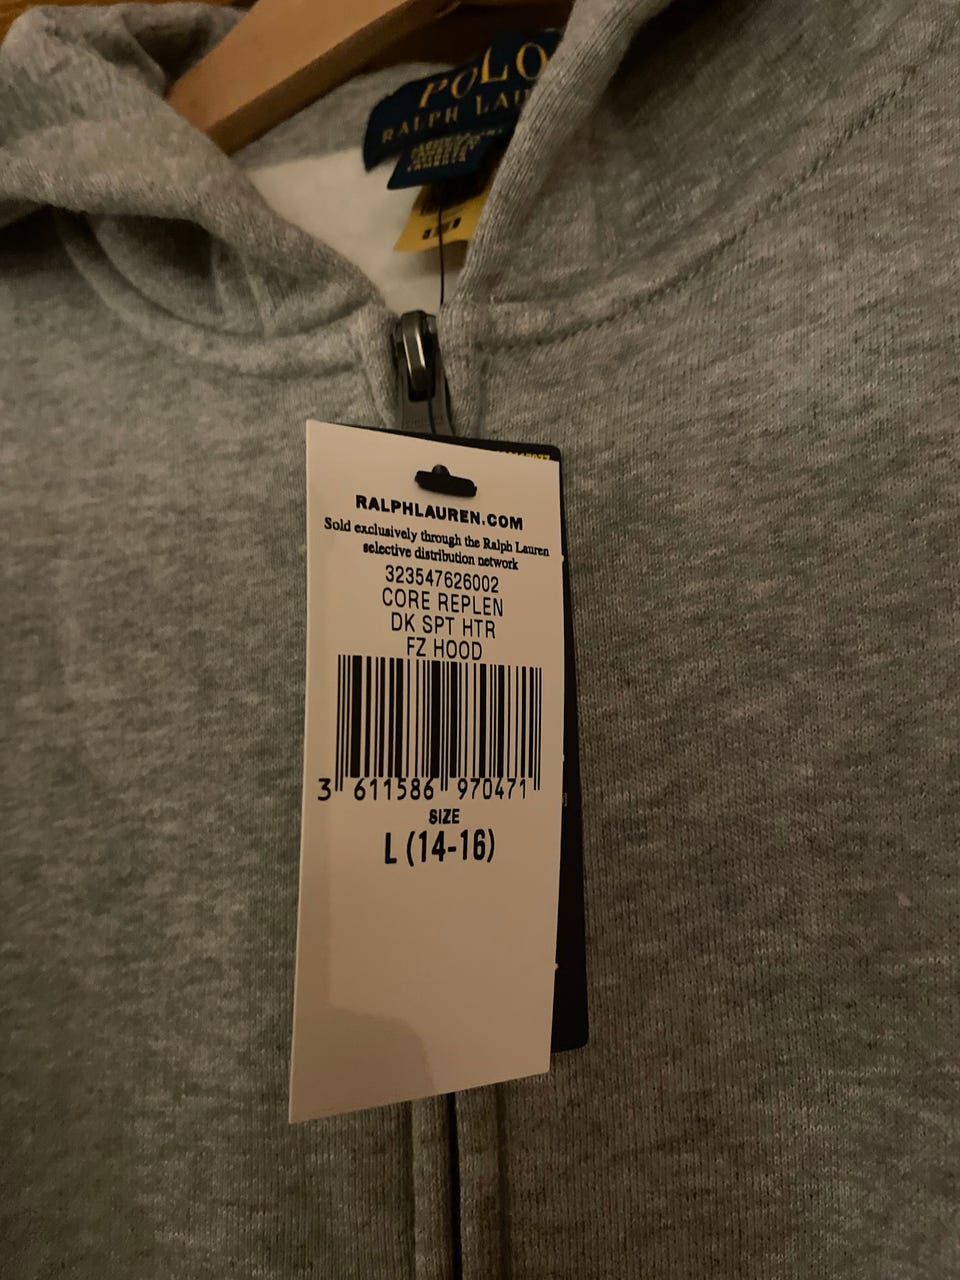 POLO
RALPH LAU
RALPHLAUREN.COM
Sold exclusively through the Ralph Lauren
selective distribution network
323547626002
CORE REPLEN
DK SPT HTR
FZ HOOD
3 611586 970471
SIZE
L (14-16)